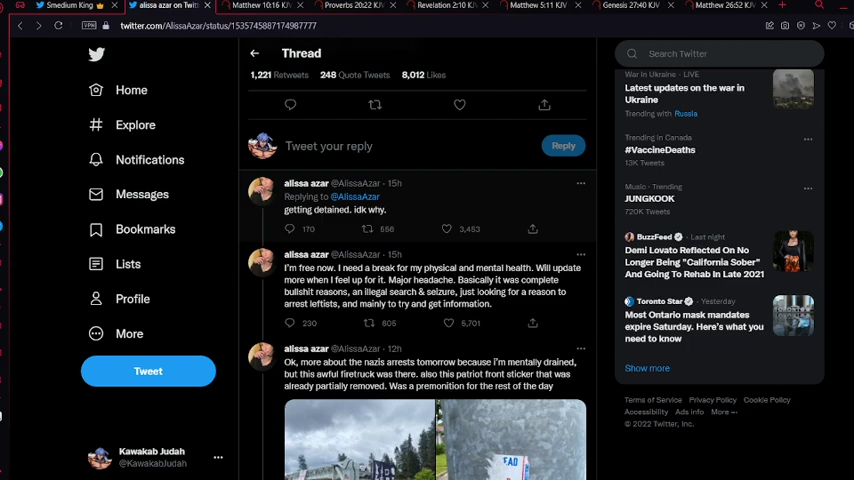 Smedium King
alissa azar on Twit
Matthew 10:16 KJV
Proverbs 20:22 KJV
Revelation 2:10 KJV
Matthew 5:11 KJV
Genesis 27:40 KJV
Matthew 26:52 KJV
VPN
twitter.com/AlissaAzar/status/1535745887174987777
Home
Explore
Notifications
Messages
Bookmarks
Lists
Profile
More
Tweet
Kawakab Judah
@KawakabJudah
Thread
1,221 Retweets 248 Quote Tweets 8,012 Likes
Tweet your reply
Reply
alissa azar @AlissaAzar · 15h
Replying to @AlissaAzar
getting detained. idk why.
170 556 3,453
alissa azar @AlissaAzar · 15h
I'm free now. I need a break for my physical and mental health. Will update
more when I feel up for it. Major headache. Basically it was complete
bullshit reasons, an illegal search & seizure, just looking for a reason to
arrest leftists, and mainly to try and get information.
230 605 5,701
alissa azar @AlissaAzar · 12h
Ok, more about the nazis arrests tomorrow because i'm mentally drained,
but this awful firetruck was there. also this patriot front sticker that was
already partially removed. Was a premonition for the rest of the day
Search Twitter
War in Ukraine · LIVE
Latest updates on the war in
Ukraine
Trending with Russia
Trending in Canada
#VaccineDeaths
13K Tweets
Music · Trending
JUNGKOOK
720K Tweets
BuzzFeed · Last night
Demi Lovato Reflected On No
Longer Being "California Sober"
And Going To Rehab In Late 2021
Toronto Star · Yesterday
Most Ontario mask mandates
expire Saturday. Here's what you
need to know
Show more
Terms of Service Privacy Policy Cookie Policy
Accessibility Ads info More
© 2022 Twitter, Inc.